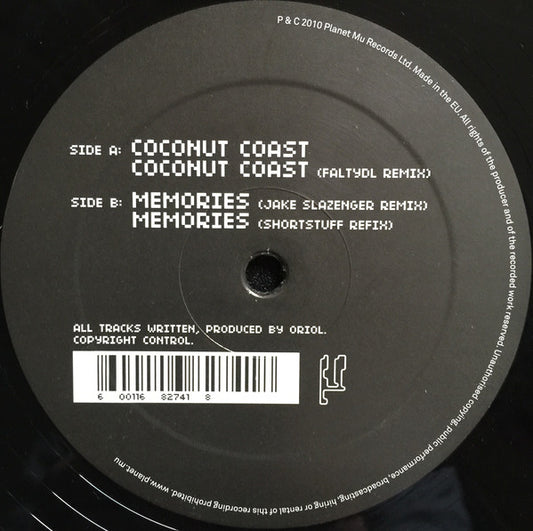 P & C 2010 Planet Mu Records Ltd. Made in the EU. All rights of the producer and of the recorded work reserved. Unauthorised copying, public performance, broadcasting, hiring or rental of this recording prohibited. www.planet.mu
SIDE A: COCONUT COAST
COCONUT COAST (FALTYDL REMIX)
SIDE B: MEMORIES (JAKE SLAZENGER REMIX)
MEMORIES (SHORTSTUFF REFIX)
ALL TRACKS WRITTEN, PRODUCED BY ORIOL.
COPYRIGHT CONTROL.
6 00116 82741 8